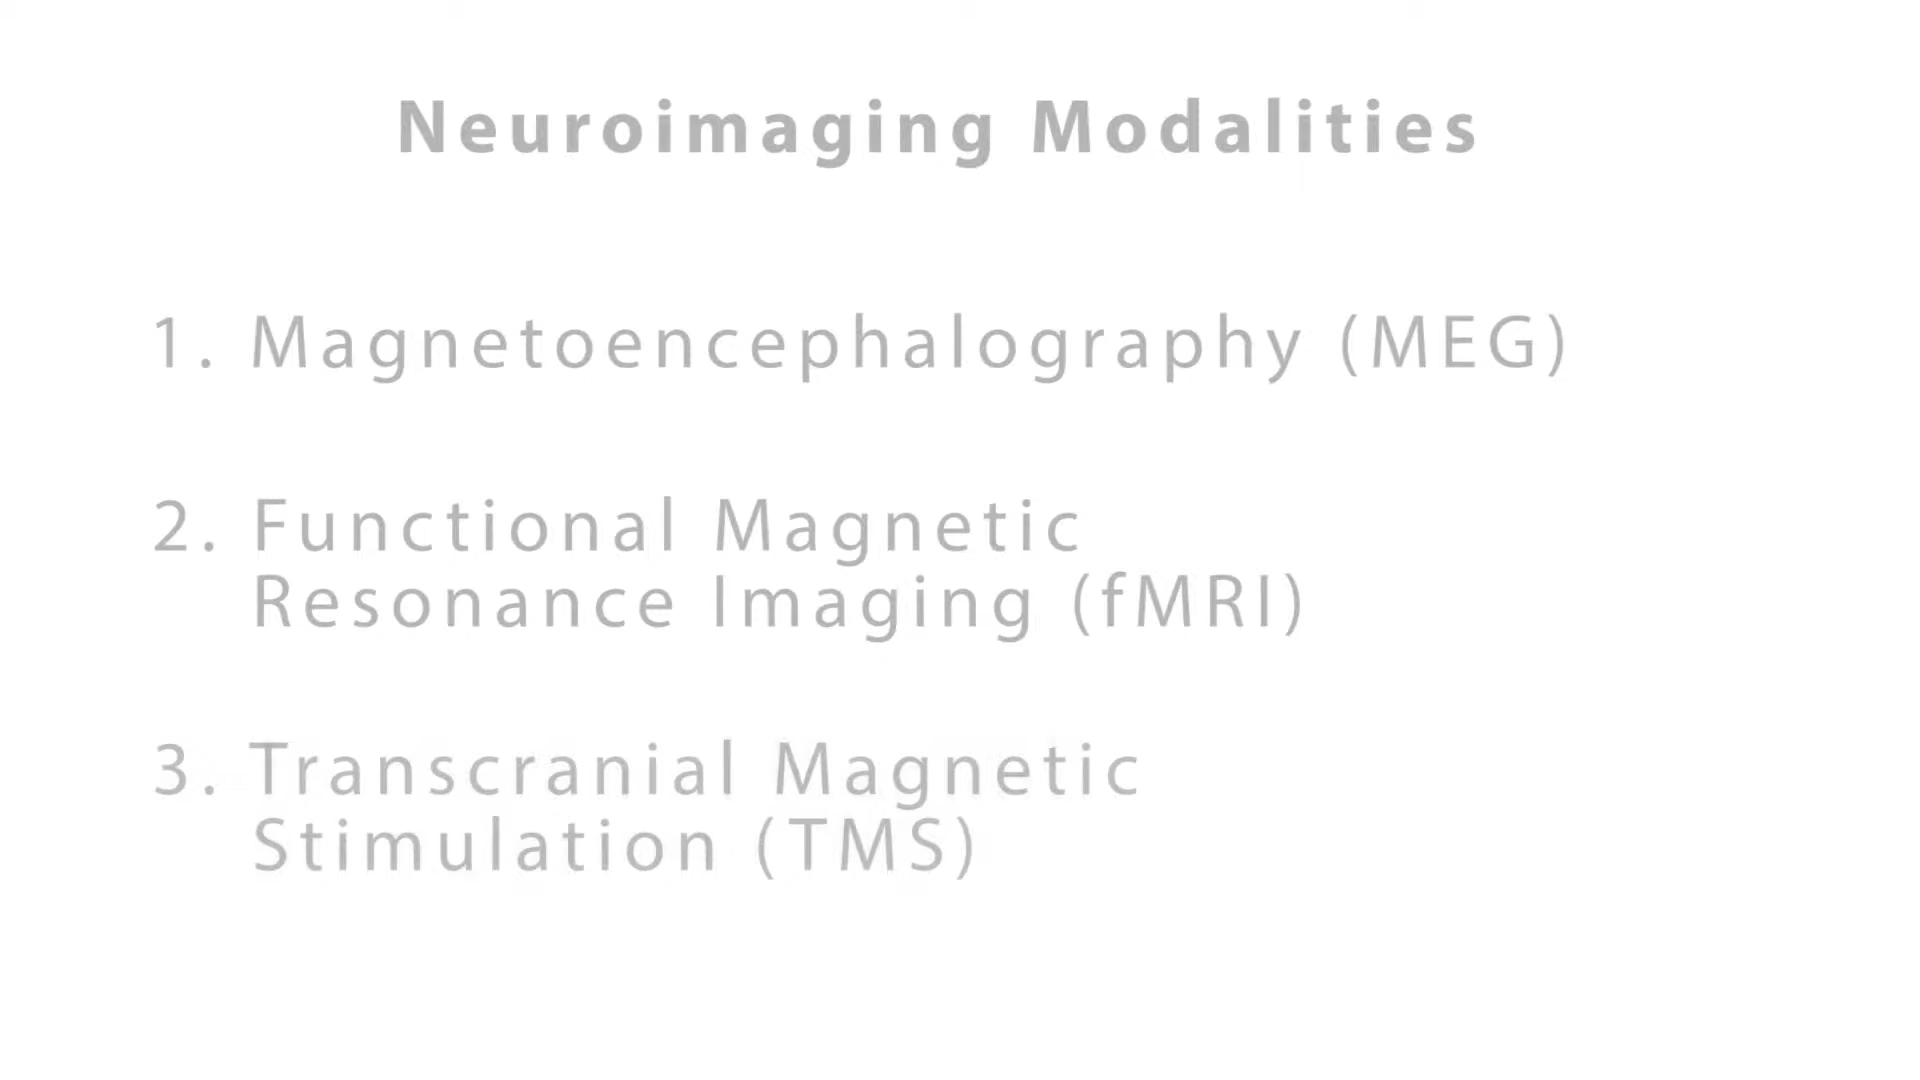 Neuroimaging Modalities
1. Magnetoencephalography (MEG)
2. Functional Magnetic
Resonance Imaging (fMRI)
3. Transcranial Magnetic
Stimulation (TMS)